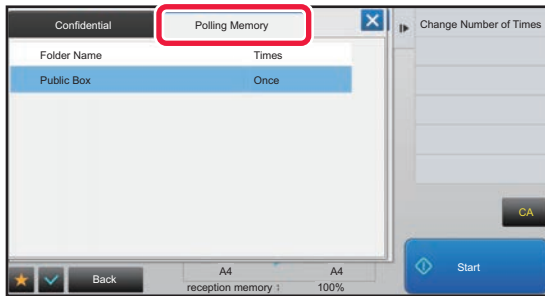 Confidential
Polling Memory
Change Number of Times
Folder Name Times
Public Box Once
CA
Start
Back
A4 A4
reception memory : 100%